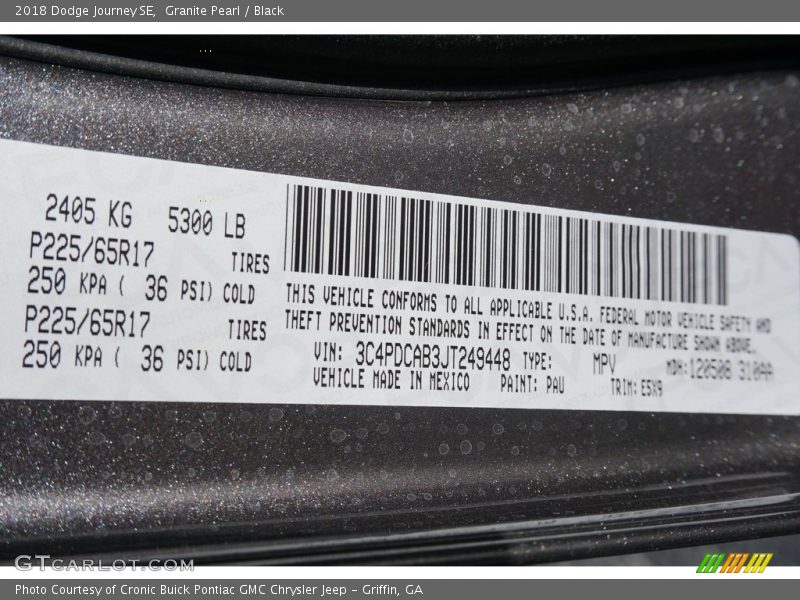 2018 Dodge Journey SE,  Granite Pearl / Black
2405 KG 5300 LB
P225/65R17 TIRES
250 KPA ( 36 PSI) COLD
P225/65R17 TIRES
250 KPA ( 36 PSI) COLD
THIS VEHICLE CONFORMS TO ALL APPLICABLE U.S.A. FEDERAL MOTOR VEHICLE SAFETY AND
THEFT PREVENTION STANDARDS IN EFFECT ON THE DATE OF MANUFACTURE SHOWN ABOVE.
VIN: 3C4PDCAB3JT249448 TYPE: MPV MDH:120508 310AA
VEHICLE MADE IN MEXICO PAINT: PAU TRIM: E5X9
GTCarLot.com
Photo Courtesy of Cronic Buick Pontiac GMC Chrysler Jeep - Griffin, GA